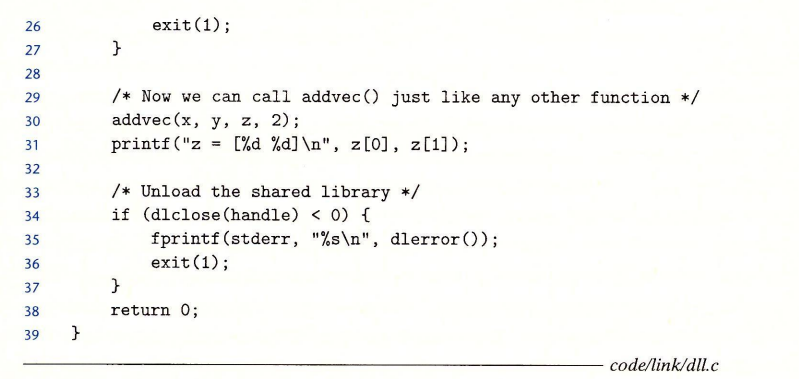 26            exit(1);
27        }
28
29        /* Now we can call addvec() just like any other function */
30        addvec(x, y, z, 2);
31        printf("z = [%d %d]\n", z[0], z[1]);
32
33        /* Unload the shared library */
34        if (dlclose(handle) < 0) {
35            fprintf(stderr, "%s\n", dlerror());
36            exit(1);
37        }
38        return 0;
39    }
code/link/dll.c